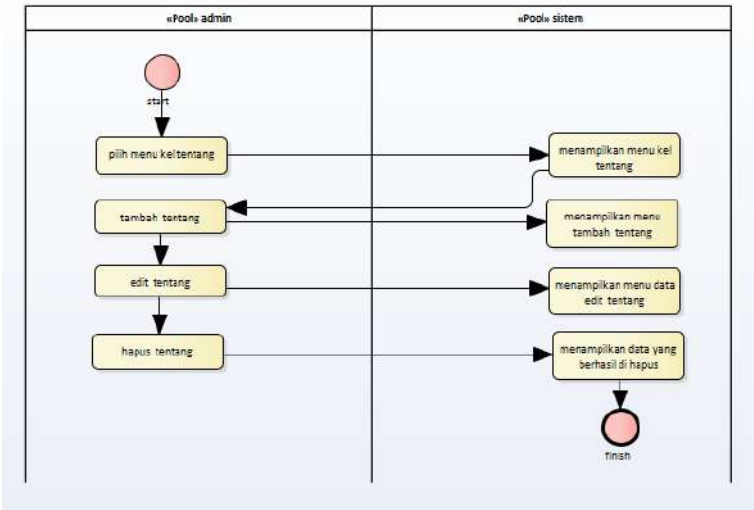 «Pool» admin
«Pool» sistem
start
pilih menu kel tentang
menampilkan menu kel
tentang
tambah tentang
menampilkan menu
tambah tentang
edit tentang
menampilkan menu data
edit tentang
hapus tentang
menampilkan data yang
berhasil di hapus
finish